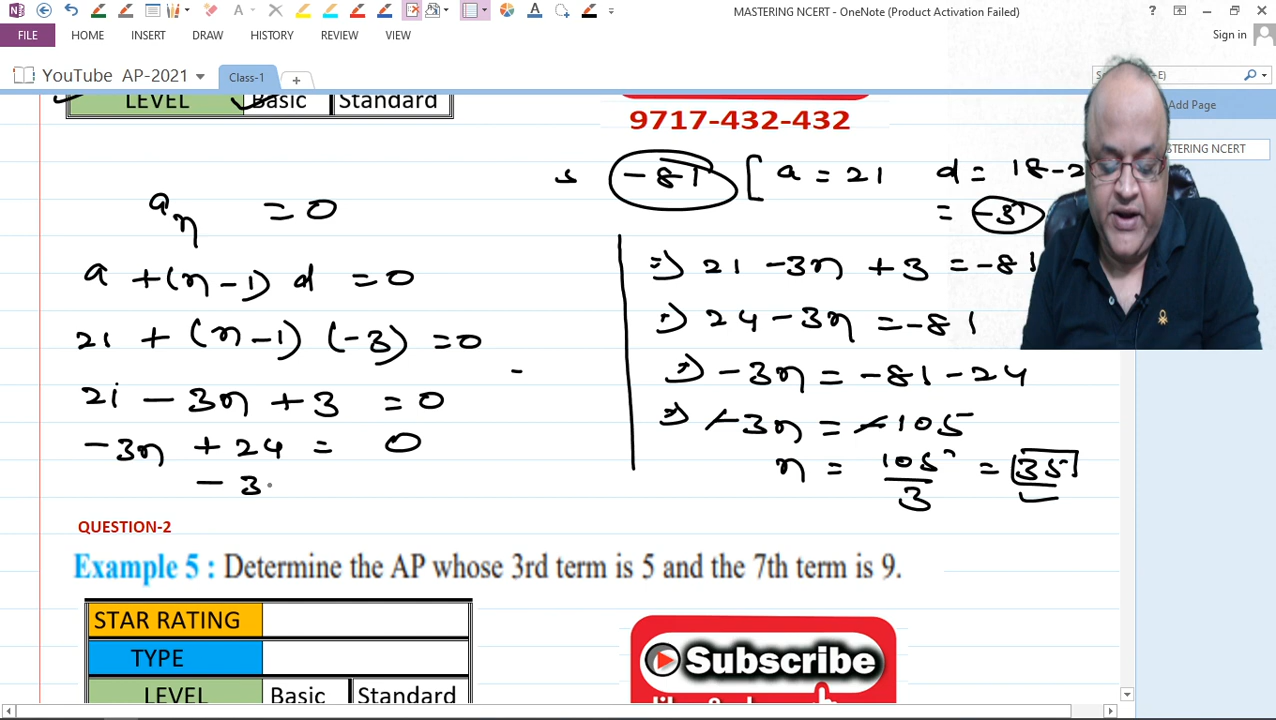 MASTERING NCERT - OneNote (Product Activation Failed)
FILE HOME INSERT DRAW HISTORY REVIEW VIEW
Sign in
YouTube AP-2021 Class-1
Add Page
MASTERING NCERT
LEVEL Basic Standard
9717-432-432
-81 [ a = 21 d = 18-2
= -3
aₙ = 0
a + (n-1) d = 0
21 + (n-1) (-3) = 0
21 - 3n + 3 = 0
-3n + 24 = 0
- 3
=) 21 - 3n + 3 = -81
=) 24 - 3n = -81
=) -3n = -81 - 24
=) -3n = -105
n = 105/3 = 35
QUESTION-2
Example 5 : Determine the AP whose 3rd term is 5 and the 7th term is 9.
STAR RATING
TYPE
LEVEL Basic Standard
Subscribe